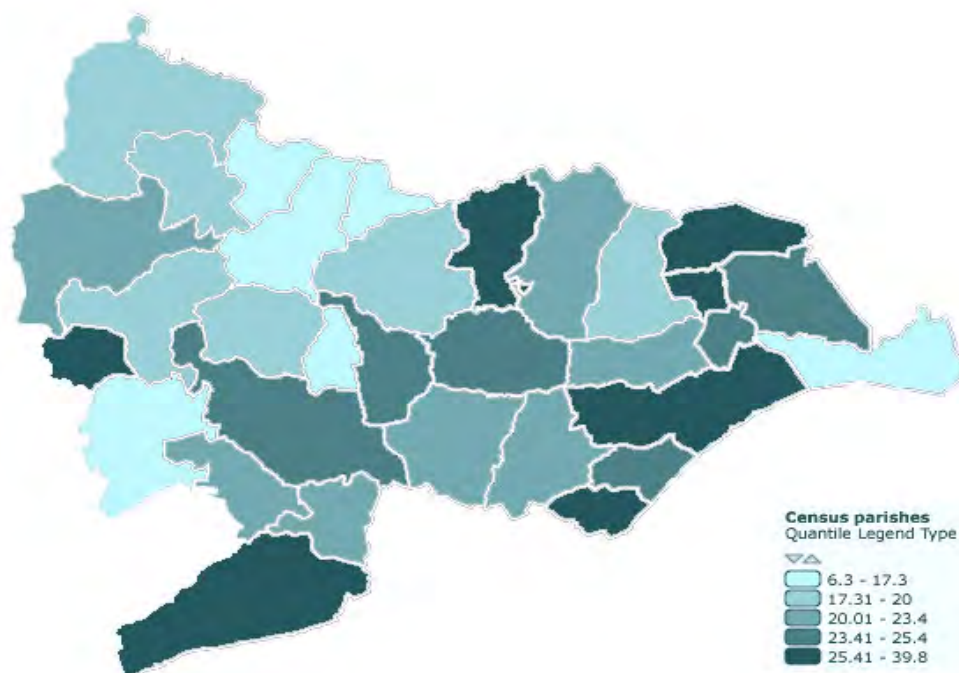 Census parishes
Quantile Legend Type
6.3 - 17.3
17.31 - 20
20.01 - 23.4
23.41 - 25.4
25.41 - 39.8